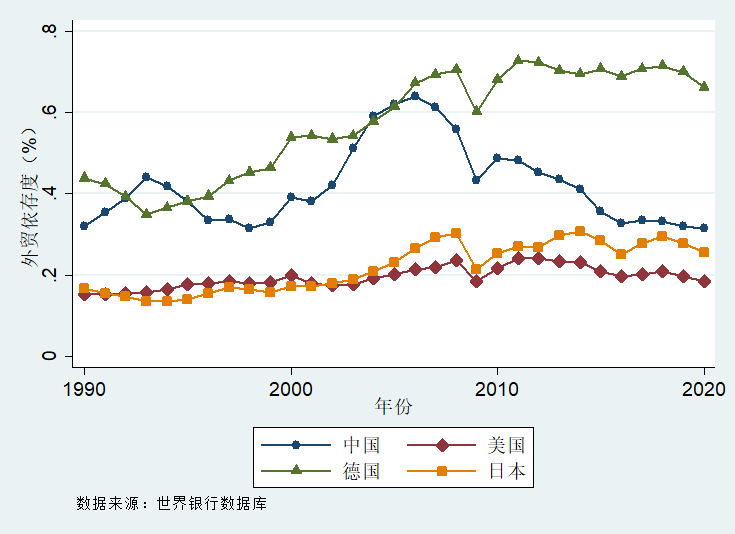 .8
.6
.4
.2
0
外贸依存度（%）
1990 2000 2010 2020
年份
中国 美国
德国 日本
数据来源：世界银行数据库